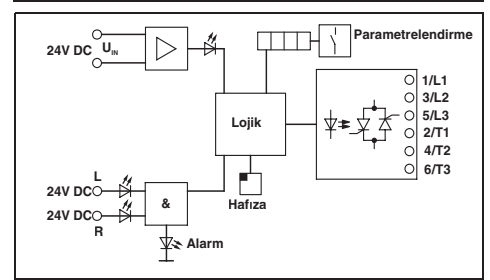 Parametrelendirme
24V DC
U_IN
1/L1
3/L2
5/L3
2/T1
4/T2
6/T3
Lojik
Hafıza
L
24V DC
24V DC
R
&
Alarm